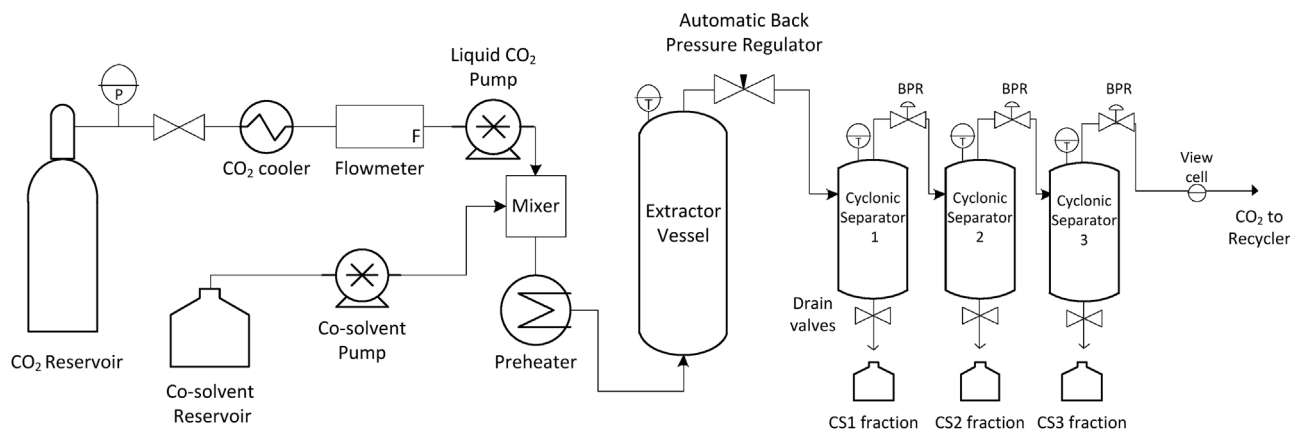 Automatic Back
Pressure Regulator
Liquid CO₂
Pump
P
CO₂ cooler
F
Flowmeter
Mixer
CO₂ Reservoir
Co-solvent
Reservoir
Co-solvent
Pump
Preheater
T
Extractor
Vessel
BPR
BPR
BPR
T
T
T
Cyclonic
Separator
1
Cyclonic
Separator
2
Cyclonic
Separator
3
View
cell
CO₂ to
Recycler
Drain
valves
CS1 fraction
CS2 fraction
CS3 fraction